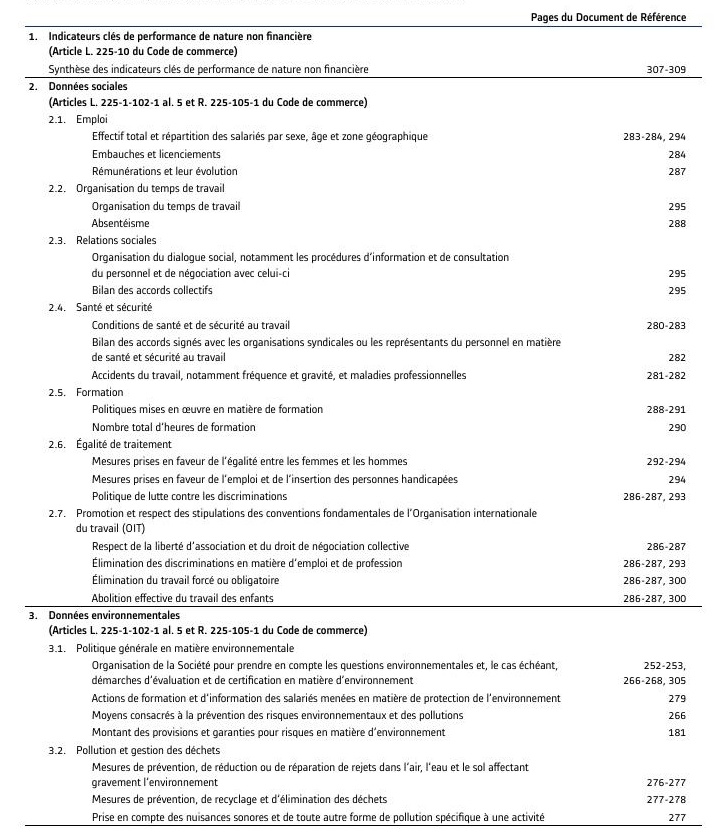 Pages du Document de Référence
1. Indicateurs clés de performance de nature non financière
(Article L. 225-10 du Code de commerce)
Synthèse des indicateurs clés de performance de nature non financière 307-309
2. Données sociales
(Articles L. 225-1-102-1 al. 5 et R. 225-105-1 du Code de commerce)
2.1. Emploi
Effectif total et répartition des salariés par sexe, âge et zone géographique 283-284, 294
Embauches et licenciements 284
Rémunérations et leur évolution 287
2.2. Organisation du temps de travail
Organisation du temps de travail 295
Absentéisme 288
2.3. Relations sociales
Organisation du dialogue social, notamment les procédures d'information et de consultation
du personnel et de négociation avec celui-ci 295
Bilan des accords collectifs 295
2.4. Santé et sécurité
Conditions de santé et de sécurité au travail 280-283
Bilan des accords signés avec les organisations syndicales ou les représentants du personnel en matière
de santé et sécurité au travail 282
Accidents du travail, notamment fréquence et gravité, et maladies professionnelles 281-282
2.5. Formation
Politiques mises en œuvre en matière de formation 288-291
Nombre total d'heures de formation 290
2.6. Égalité de traitement
Mesures prises en faveur de l'égalité entre les femmes et les hommes 292-294
Mesures prises en faveur de l'emploi et de l'insertion des personnes handicapées 294
Politique de lutte contre les discriminations 286-287, 293
2.7. Promotion et respect des stipulations des conventions fondamentales de l'Organisation internationale
du travail (OIT)
Respect de la liberté d'association et du droit de négociation collective 286-287
Élimination des discriminations en matière d'emploi et de profession 286-287, 293
Élimination du travail forcé ou obligatoire 286-287, 300
Abolition effective du travail des enfants 286-287, 300
3. Données environnementales
(Articles L. 225-1-102-1 al. 5 et R. 225-105-1 du Code de commerce)
3.1. Politique générale en matière environnementale
Organisation de la Société pour prendre en compte les questions environnementales et, le cas échéant, 252-253,
démarches d'évaluation et de certification en matière d'environnement 266-268, 305
Actions de formation et d'information des salariés menées en matière de protection de l'environnement 279
Moyens consacrés à la prévention des risques environnementaux et des pollutions 266
Montant des provisions et garanties pour risques en matière d'environnement 181
3.2. Pollution et gestion des déchets
Mesures de prévention, de réduction ou de réparation de rejets dans l'air, l'eau et le sol affectant
gravement l'environnement 276-277
Mesures de prévention, de recyclage et d'élimination des déchets 277-278
Prise en compte des nuisances sonores et de toute autre forme de pollution spécifique à une activité 277